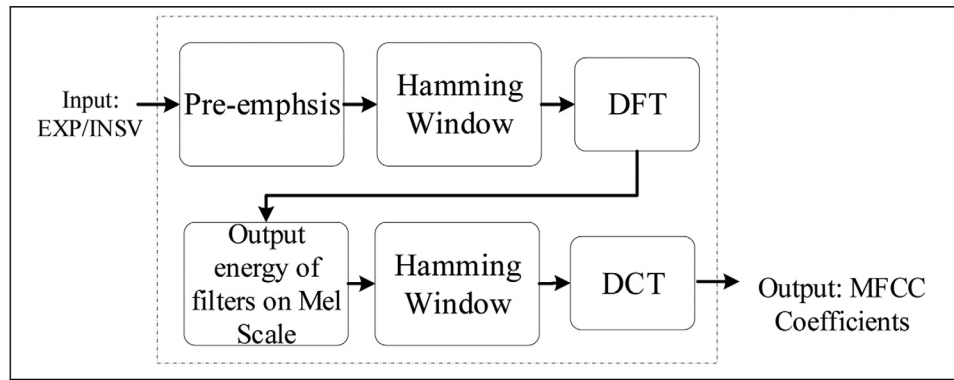 Input:
EXP/INSV
Pre-emphsis
Hamming
Window
DFT
Output
energy of
filters on Mel
Scale
Hamming
Window
DCT
Output: MFCC
Coefficients